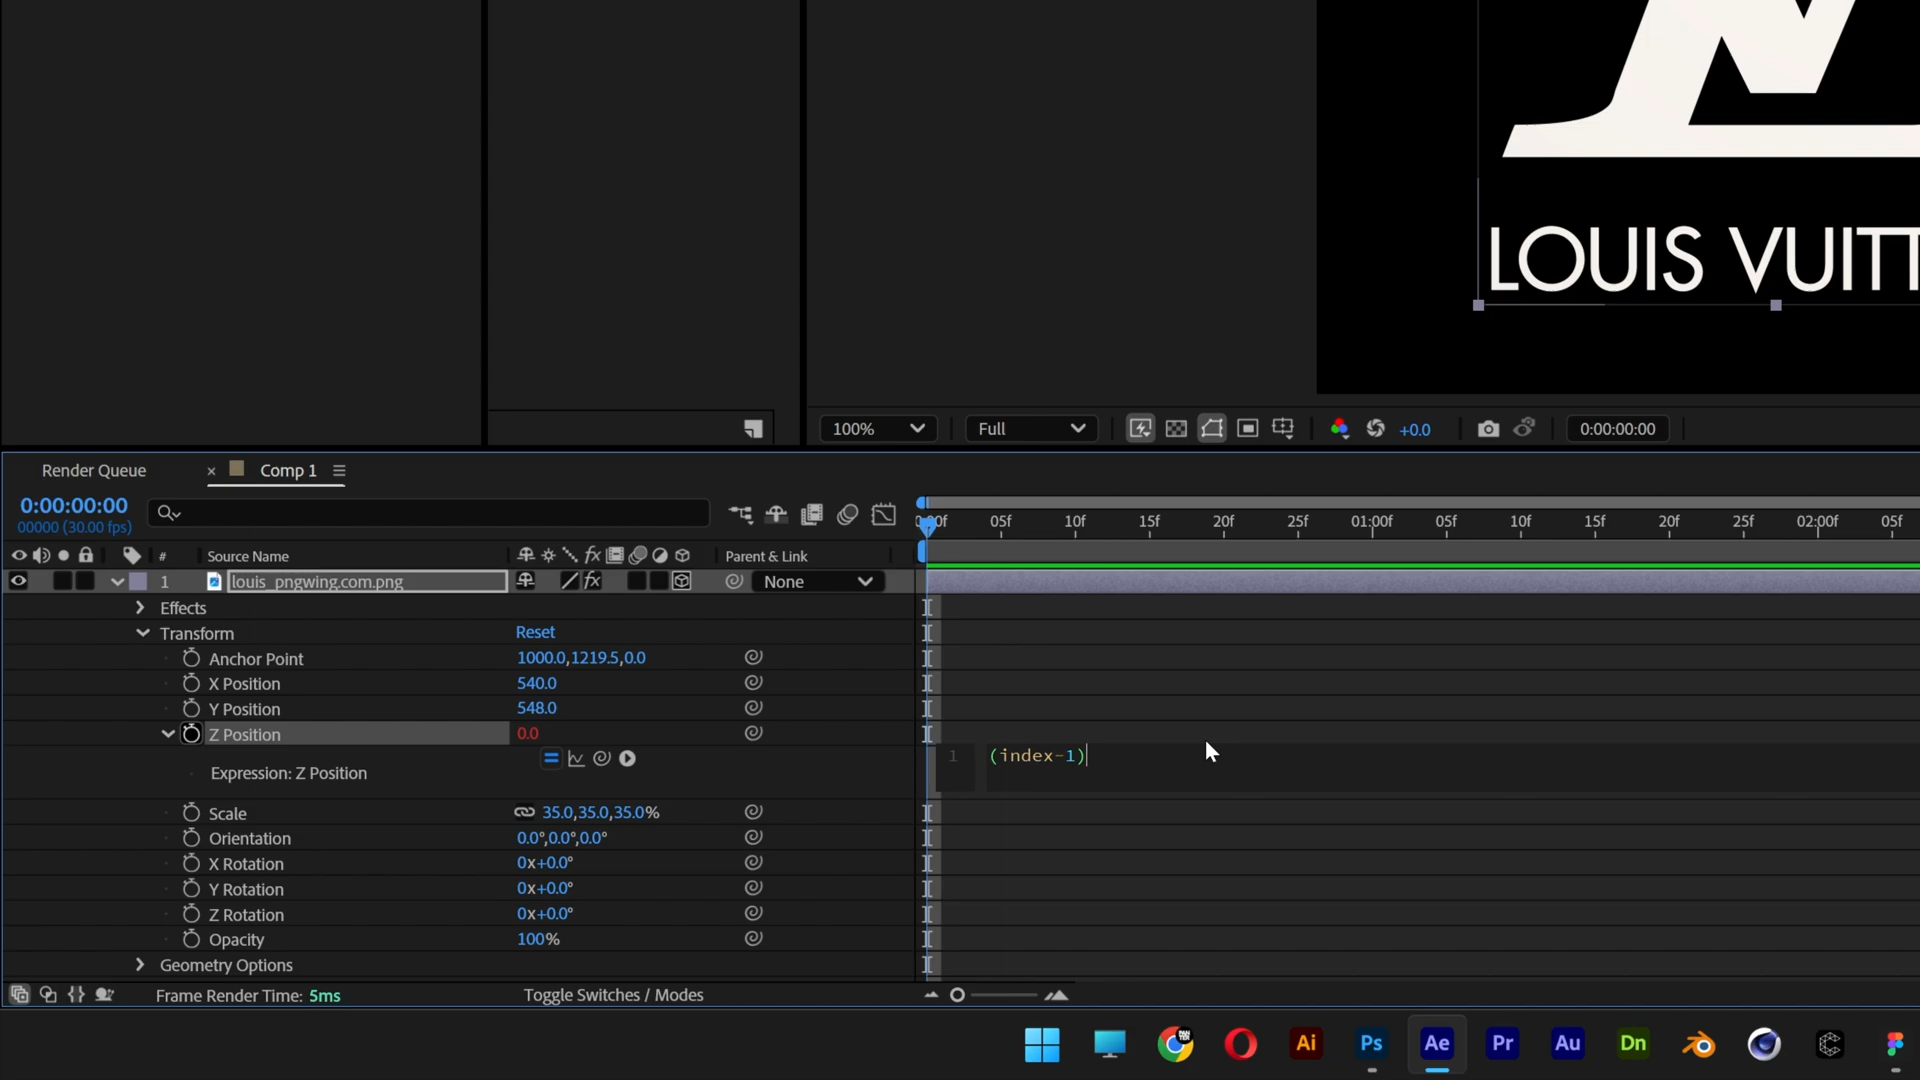 LOUIS VUITT
100%
Full
+0.0
0:00:00:00
Render Queue
× Comp 1
0:00:00:00
00000 (30.00 fps)
05f 10f 15f 20f 25f 01:00f 05f 10f 15f 20f 25f 02:00f 05f
# Source Name fx Parent & Link
1 louis_pngwing.com.png fx None
Effects
Transform Reset
Anchor Point 1000.0,1219.5,0.0
X Position 540.0
Y Position 548.0
Z Position 0.0
1 (index-1)
Expression: Z Position
Scale 35.0,35.0,35.0%
Orientation 0.0°,0.0°,0.0°
X Rotation 0x+0.0°
Y Rotation 0x+0.0°
Z Rotation 0x+0.0°
Opacity 100%
Geometry Options
Frame Render Time: 5ms Toggle Switches / Modes
Ai Ps Ae Pr Au Dn